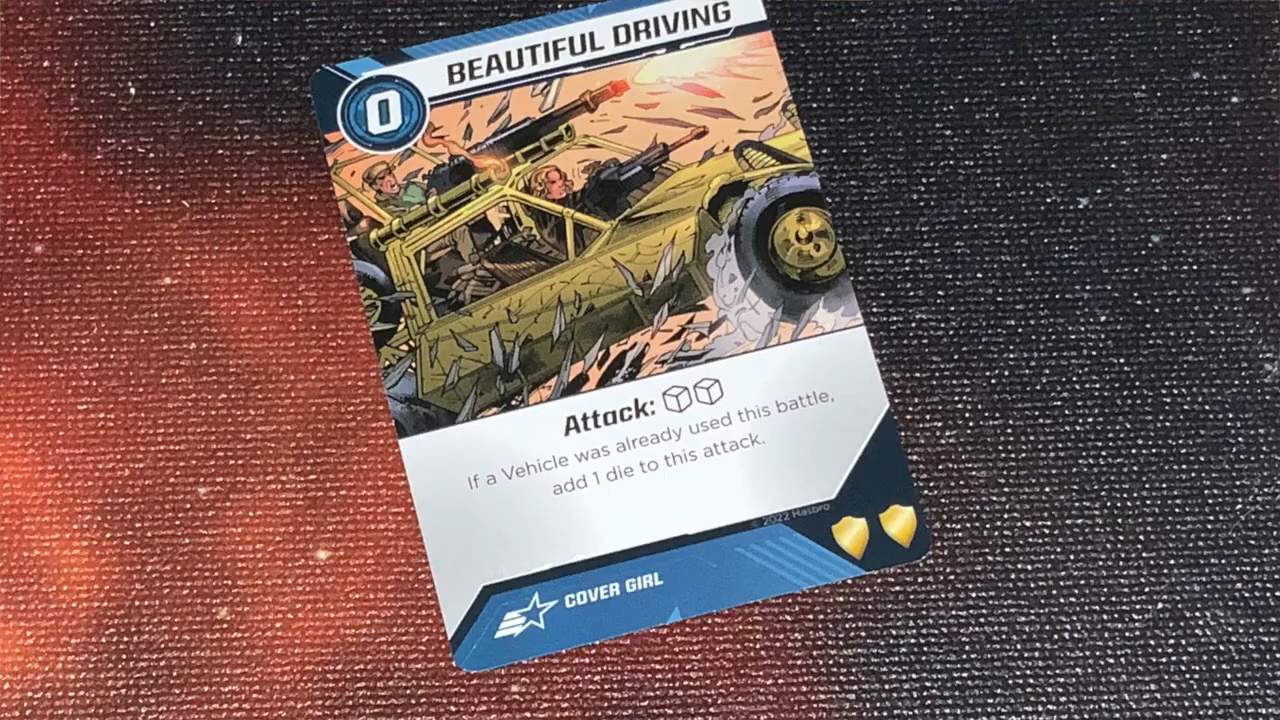 BEAUTIFUL DRIVING
0
Attack:
If a Vehicle was already used this battle,
add 1 die to this attack.
© 2022 Hasbro
COVER GIRL